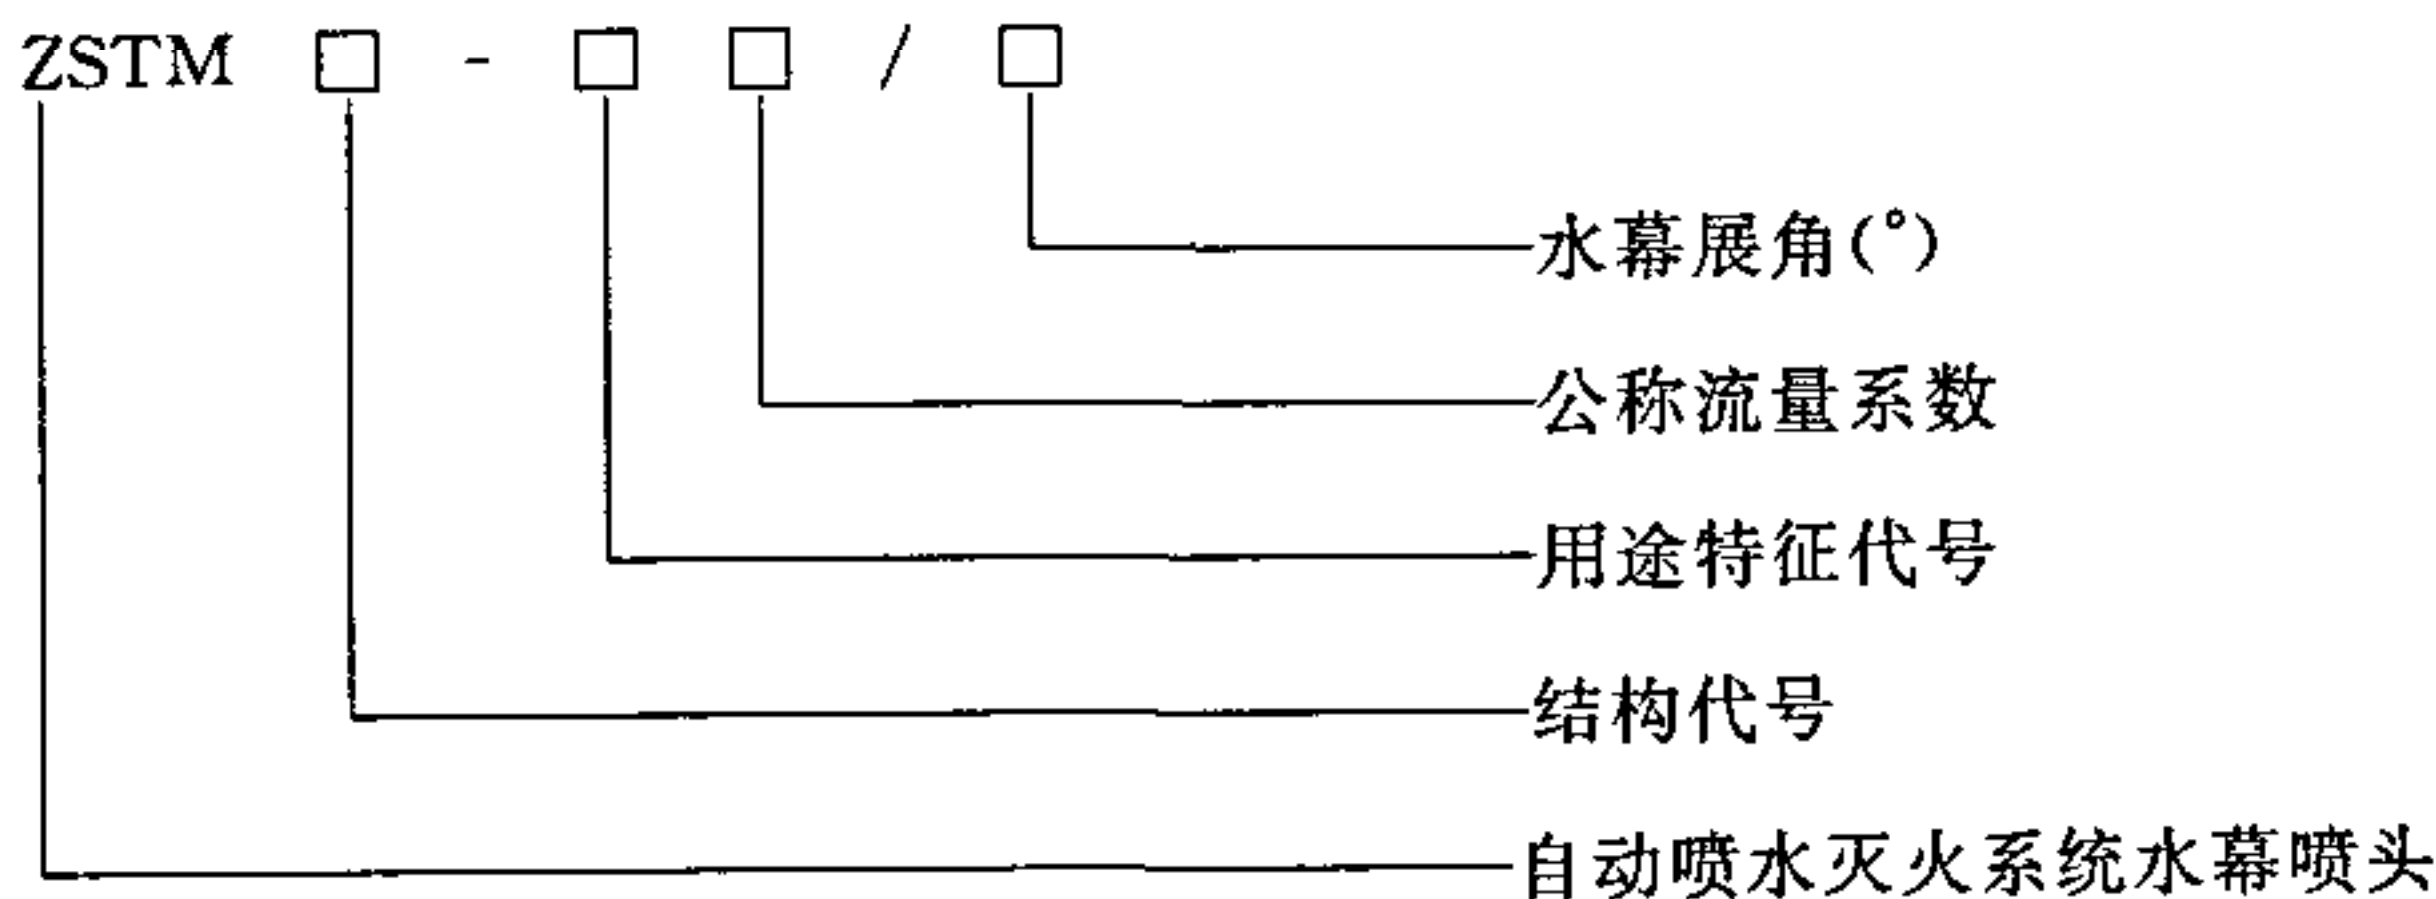 ZSTM □ - □ □ / □
水幕展角(°)
公称流量系数
用途特征代号
结构代号
自动喷水灭火系统水幕喷头